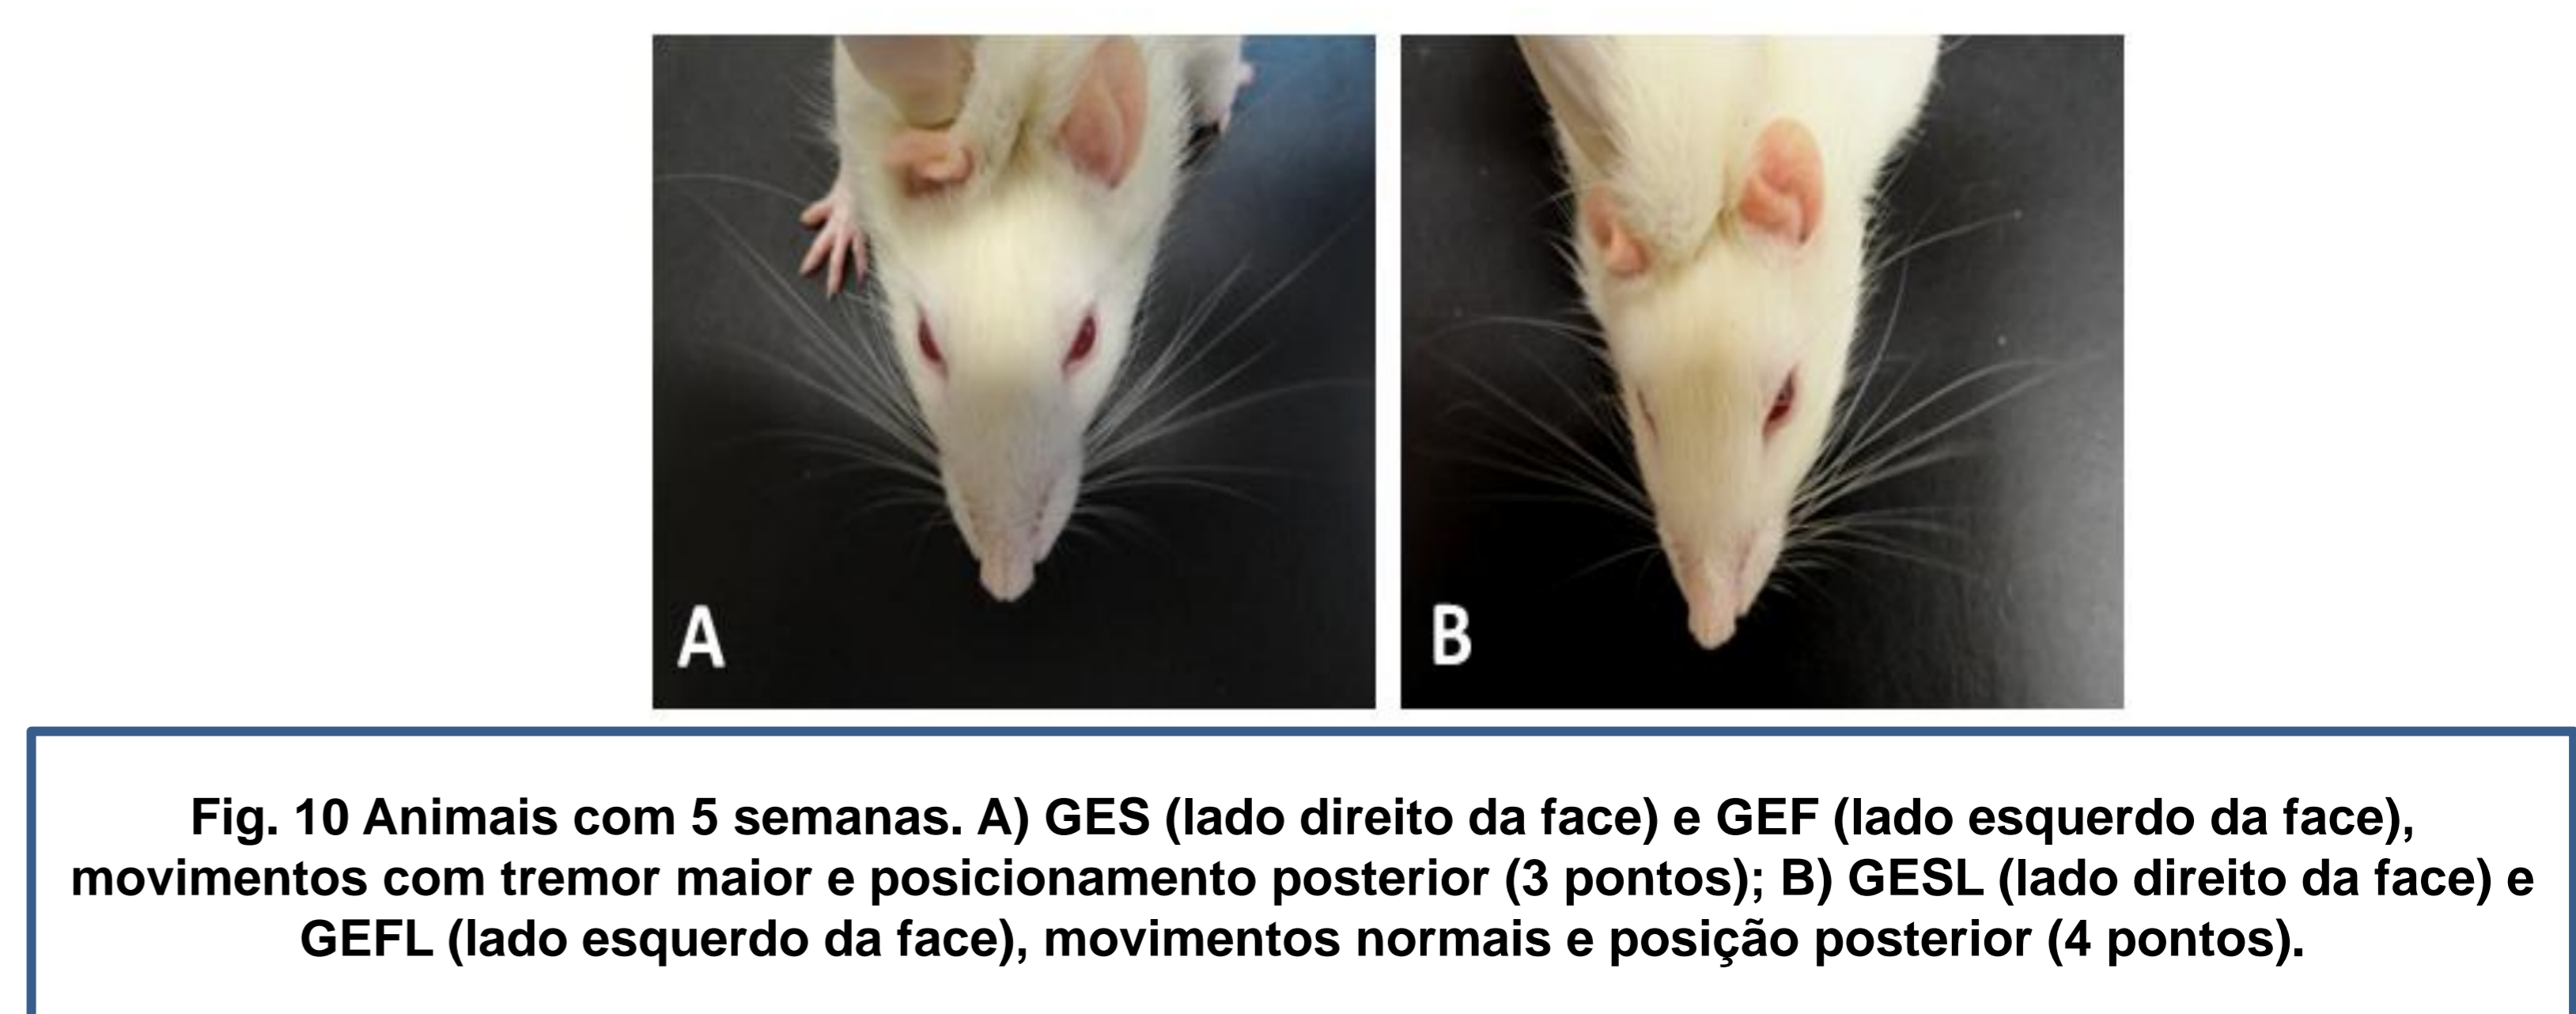 A
B
Fig. 10 Animais com 5 semanas. A) GES (lado direito da face) e GEF (lado esquerdo da face),
movimentos com tremor maior e posicionamento posterior (3 pontos); B) GESL (lado direito da face) e
GEFL (lado esquerdo da face), movimentos normais e posição posterior (4 pontos).